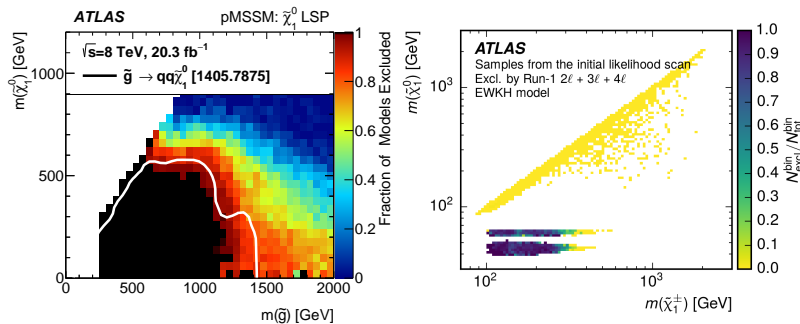 ATLAS
pMSSM: χ̃⁰₁ LSP
√s=8 TeV, 20.3 fb⁻¹
g̃ → qqχ̃⁰₁ [1405.7875]
m(χ̃⁰₁) [GeV]
1000
500
0
0 500 1000 1500 2000
m(g̃) [GeV]
1
0.8
0.6
0.4
0.2
0
Fraction of Models Excluded
ATLAS
Samples from the initial likelihood scan
Excl. by Run-1 2ℓ + 3ℓ + 4ℓ
EWKH model
m(χ̃⁰₁) [GeV]
10³
10²
10² 10³
m(χ̃₁±) [GeV]
1.0
0.9
0.8
0.7
0.6
0.5
0.4
0.3
0.2
0.1
0.0
N_excl^bin / N_tot^bin